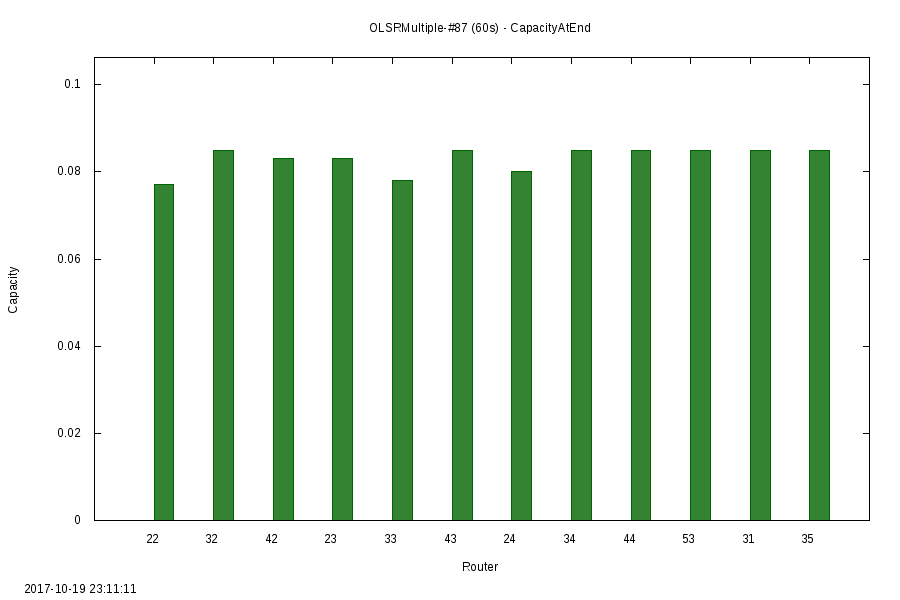 OLSRMultiple-#87 (60s) - CapacityAtEnd
0.1
0.08
0.06
0.04
0.02
0
Capacity
22 32 42 23 33 43 24 34 44 53 31 35
Router
2017-10-19 23:11:11